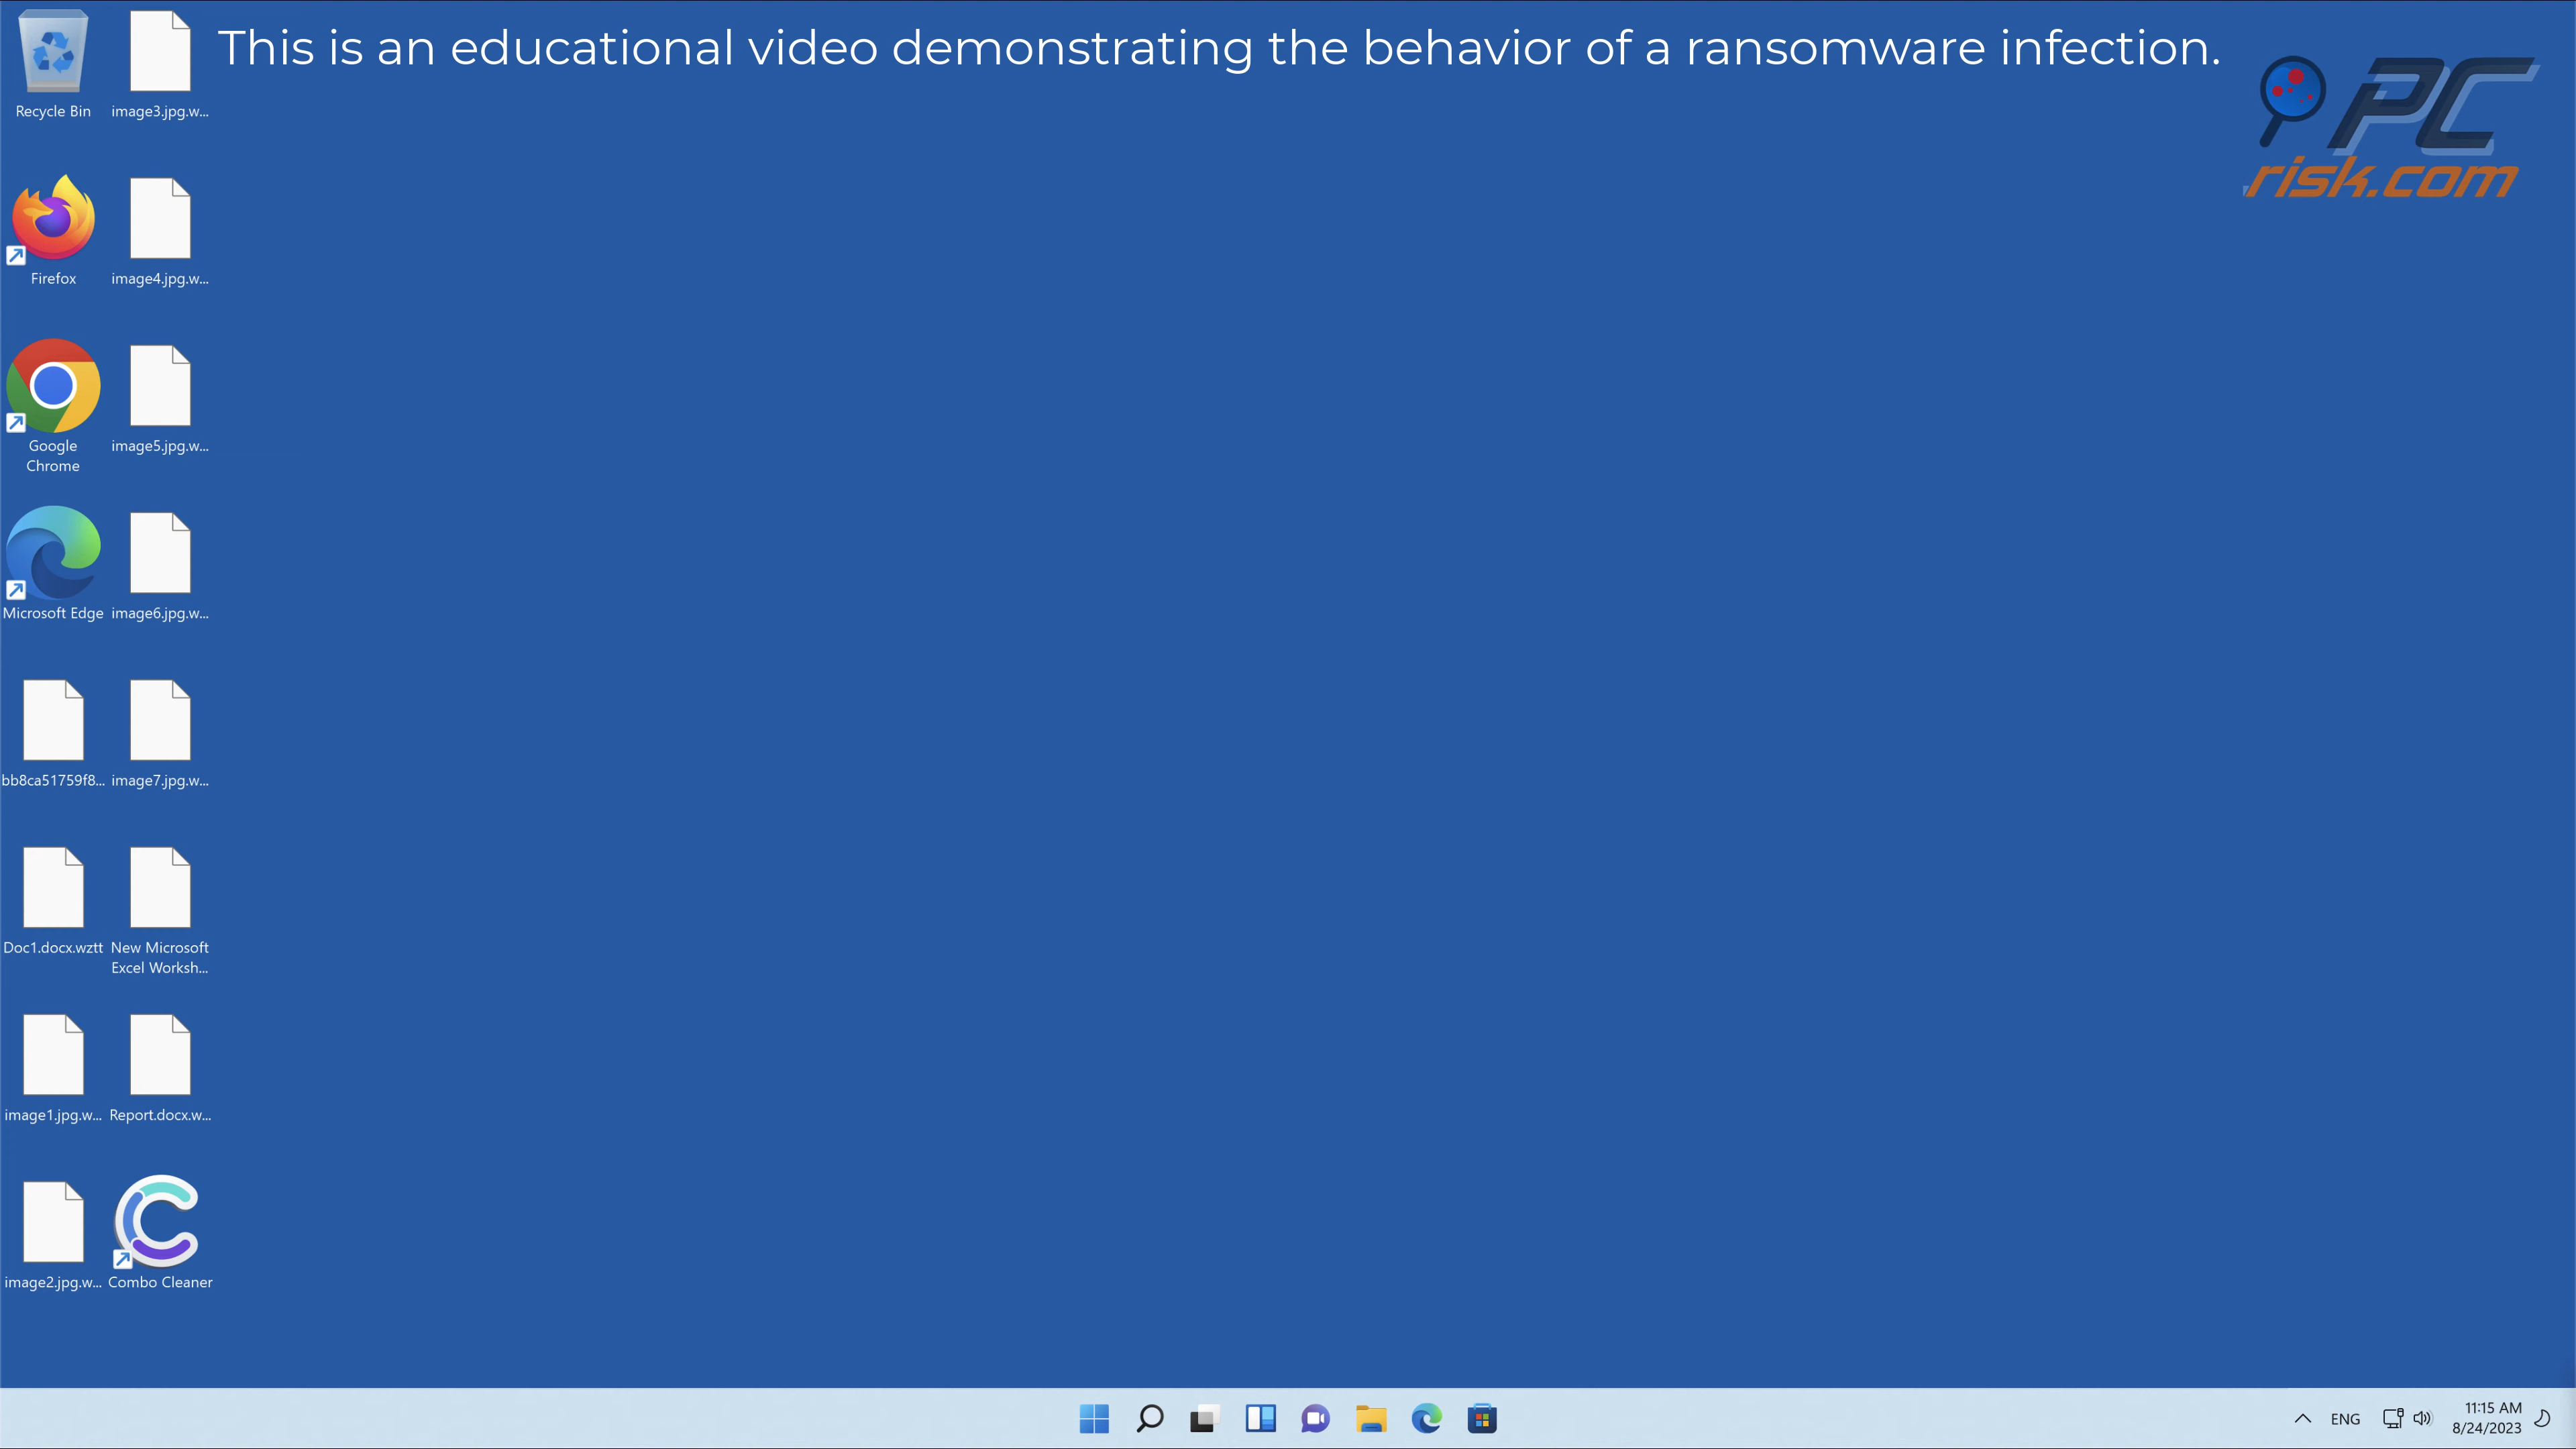 This is an educational video demonstrating the behavior of a ransomware infection.
PC
risk.com
Recycle Bin
image3.jpg.w...
Firefox
image4.jpg.w...
Google
Chrome
image5.jpg.w...
Microsoft Edge
image6.jpg.w...
bb8ca51759f8...
image7.jpg.w...
Doc1.docx.wztt
New Microsoft
Excel Worksh...
image1.jpg.w...
Report.docx.w...
image2.jpg.w...
Combo Cleaner
ENG
11:15 AM
8/24/2023